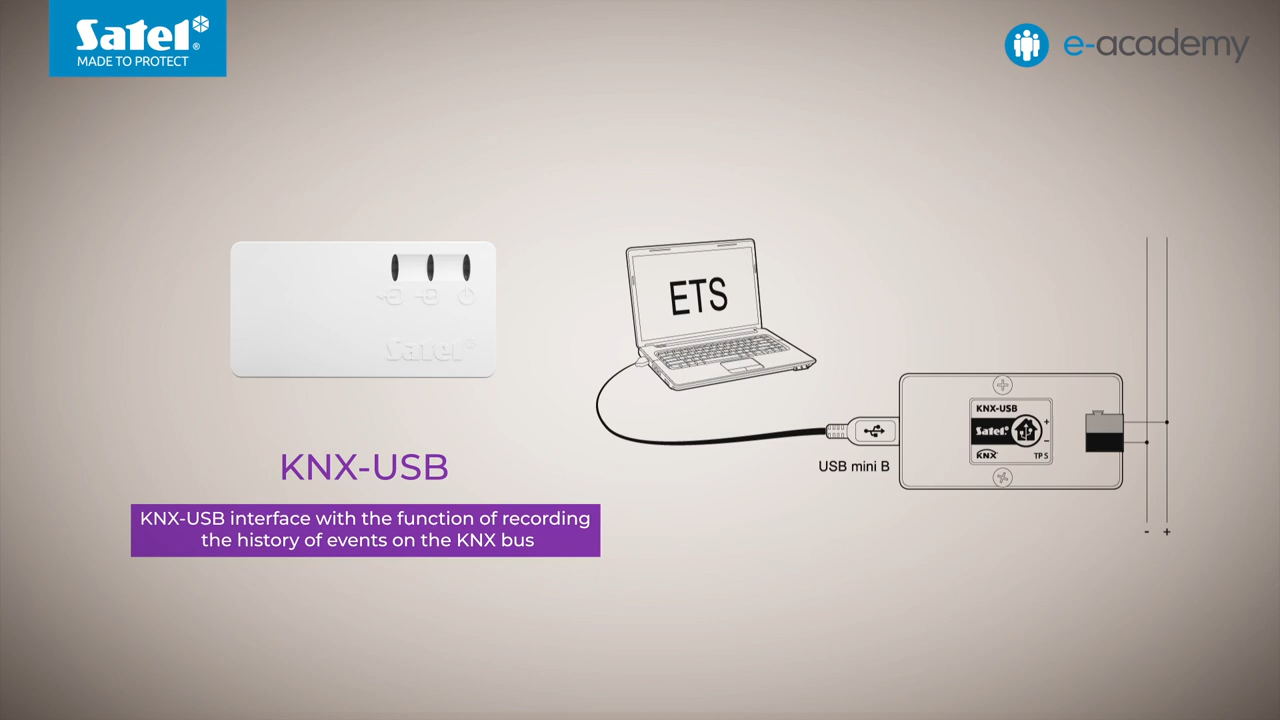 Satel®
MADE TO PROTECT
e-academy
Satel®
ETS
KNX-USB
Satel®
+
-
KNX
TP S
USB mini B
KNX-USB
KNX-USB interface with the function of recording
the history of events on the KNX bus
- +